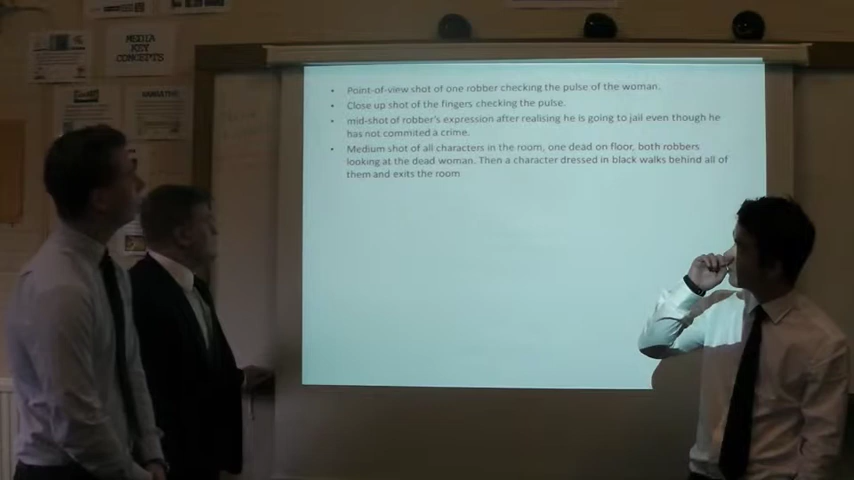 MEDIA
KEY
CONCEPTS
NARRATIVE
• Point-of-view shot of one robber checking the pulse of the woman.
• Close up shot of the fingers checking the pulse.
• mid-shot of robber's expression after realising he is going to jail even though he
has not commited a crime.
• Medium shot of all characters in the room, one dead on floor, both robbers
looking at the dead woman. Then a character dressed in black walks behind all of
them and exits the room